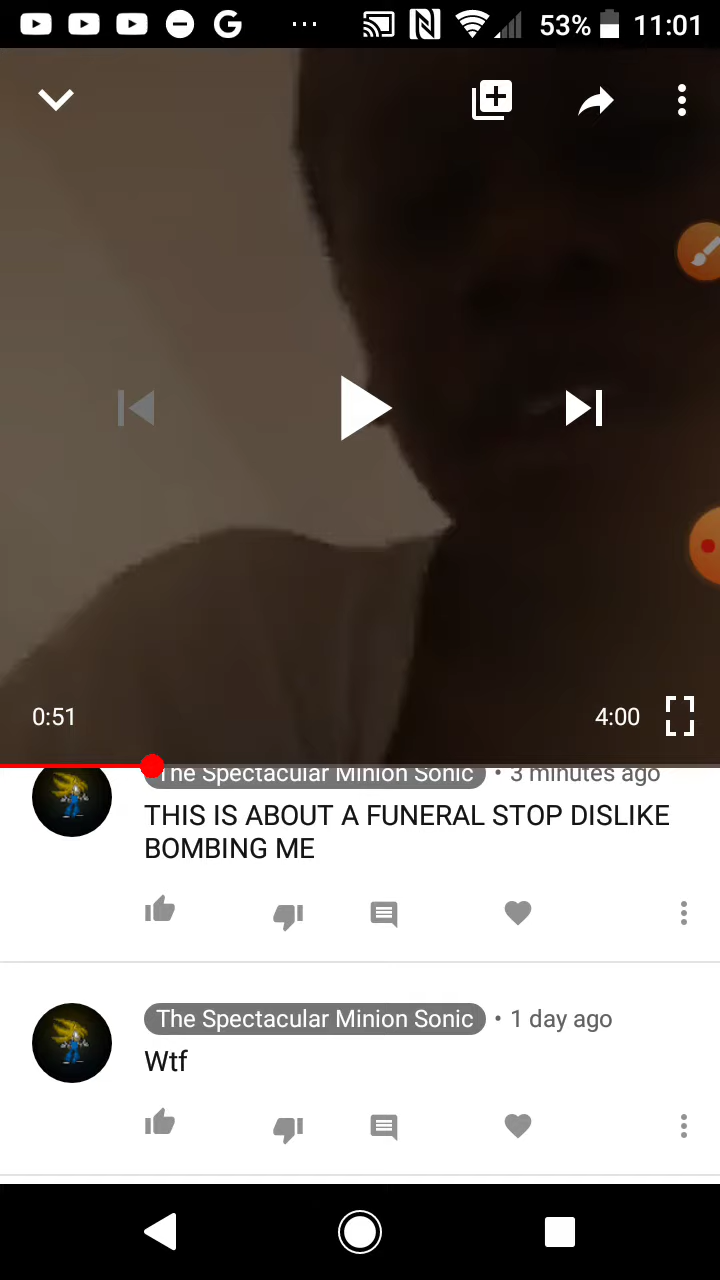 53% 11:01
0:51 4:00
The Spectacular Minion Sonic • 3 minutes ago
THIS IS ABOUT A FUNERAL STOP DISLIKE
BOMBING ME
The Spectacular Minion Sonic • 1 day ago
Wtf